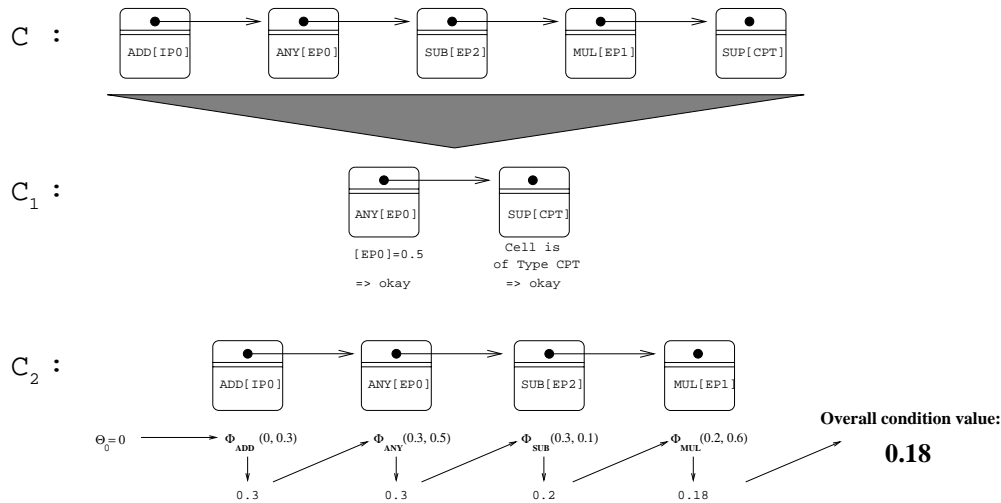 C :
ADD[IP0] ANY[EP0] SUB[EP2] MUL[EP1] SUP[CPT]
C1 :
ANY[EP0] SUP[CPT]
[EP0]=0.5 Cell is
of Type CPT
=> okay => okay
C2 :
ADD[IP0] ANY[EP0] SUB[EP2] MUL[EP1]
Overall condition value:
Θ0=0 ΦADD(0, 0.3) ΦANY(0.3, 0.5) ΦSUB(0.3, 0.1) ΦMUL(0.2, 0.6)
0.18
0.3 0.3 0.2 0.18